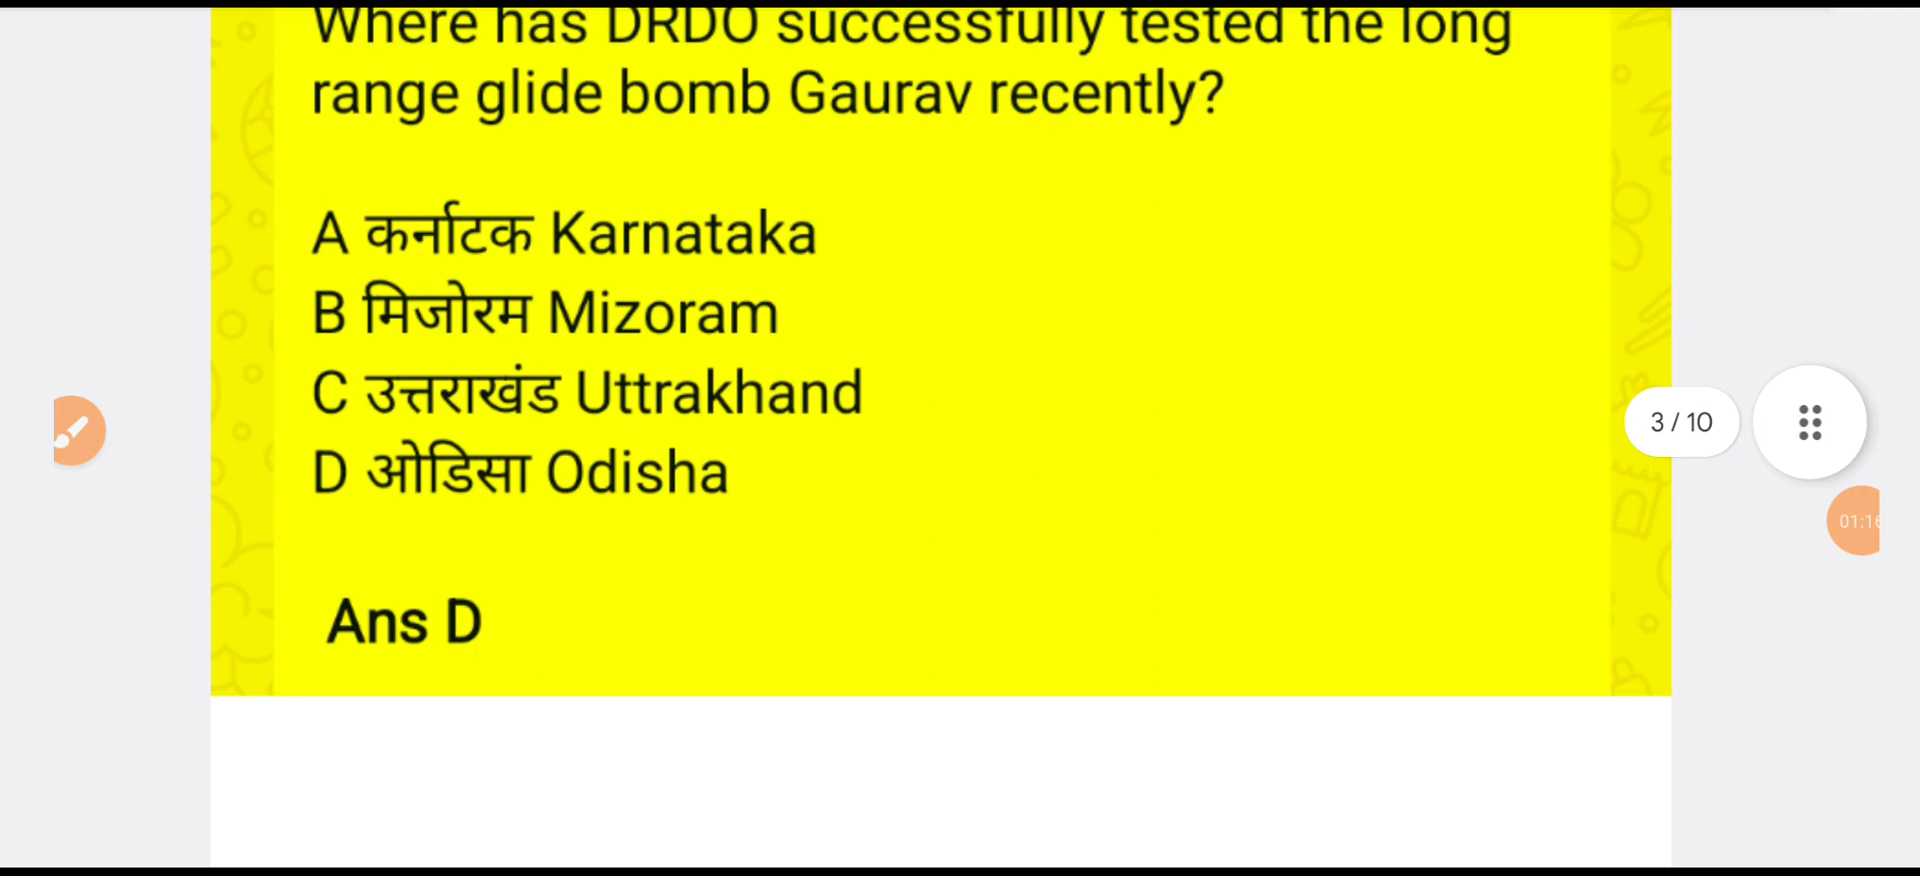 Where has DRDO successfully tested the long
range glide bomb Gaurav recently?
A कर्नाटक Karnataka
B मिजोरम Mizoram
C उत्तराखंड Uttrakhand
D ओडिसा Odisha
3 / 10
Ans D